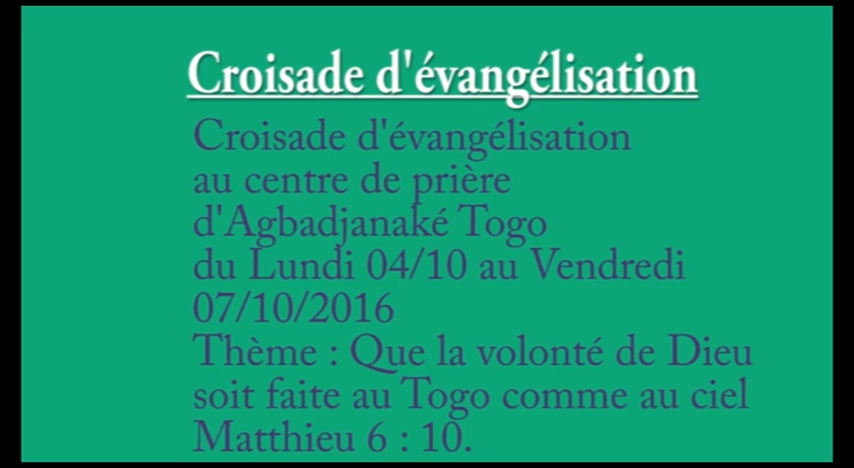 Croisade d'évangélisation
Croisade d'évangélisation
au centre de prière
d'Agbadjanaké Togo
du Lundi 04/10 au Vendredi
07/10/2016
Thème : Que la volonté de Dieu
soit faite au Togo comme au ciel
Matthieu 6 : 10.